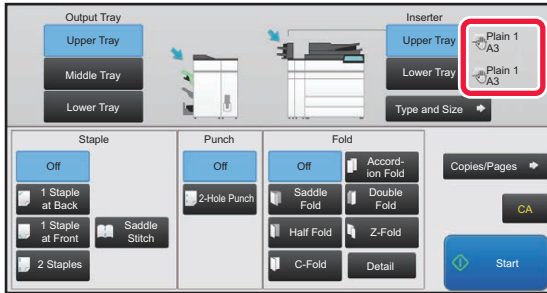 Output Tray
Inserter
Upper Tray
Upper Tray
Plain 1
A3
Middle Tray
Lower Tray
Plain 1
A3
Lower Tray
Type and Size
Staple
Punch
Fold
Off
Off
Off
Accord-
ion Fold
Copies/Pages
1 Staple
at Back
2-Hole Punch
Saddle
Fold
Double
Fold
CA
1 Staple
at Front
Saddle
Stitch
Half Fold
Z-Fold
2 Staples
C-Fold
Detail
Start